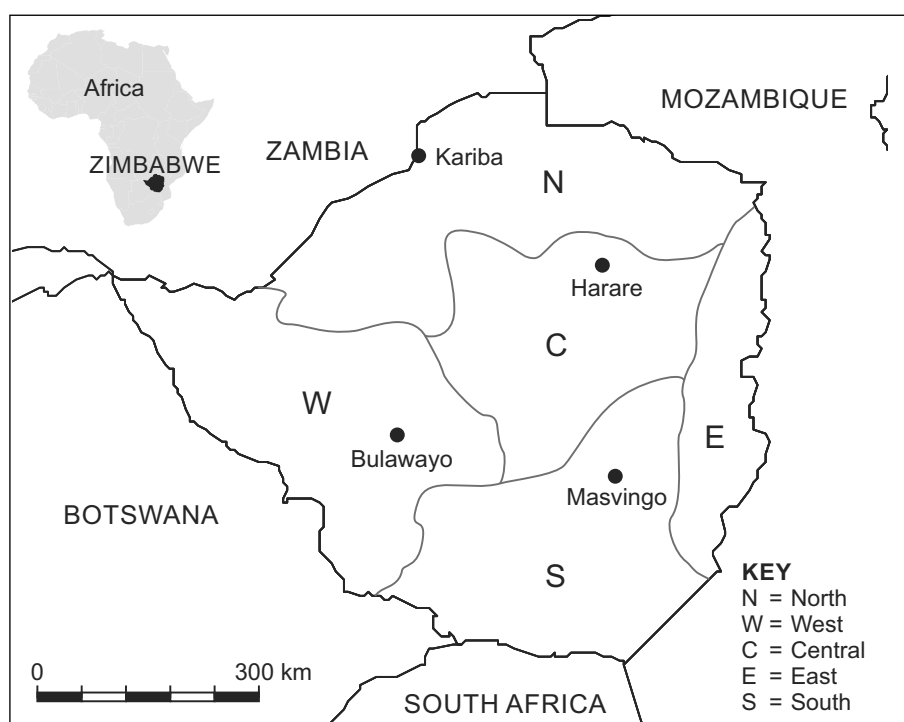 Africa
MOZAMBIQUE
ZAMBIA
ZIMBABWE
Kariba
N
Harare
C
W
E
Bulawayo
Masvingo
BOTSWANA
S
KEY
N = North
W = West
C = Central
E = East
S = South
0 300 km
SOUTH AFRICA